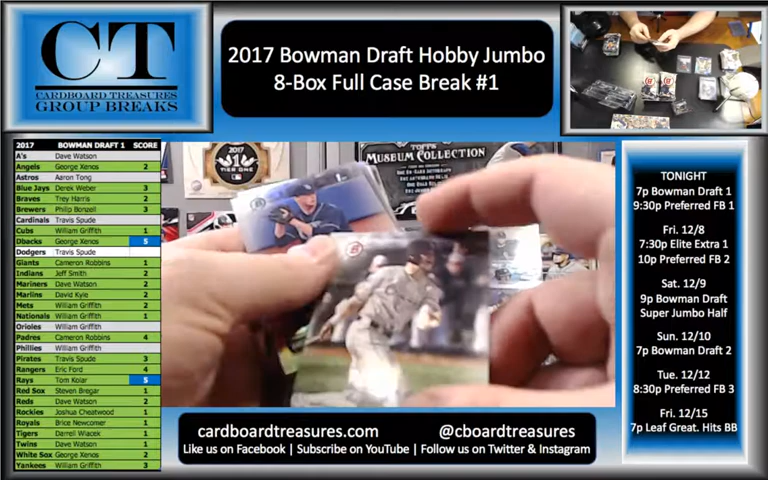 CT
CARDBOARD TREASURES
GROUP BREAKS
2017 Bowman Draft Hobby Jumbo
8-Box Full Case Break #1
2017 BOWMAN DRAFT 1 SCORE
A's Dave Watson
Angels George Xenos 2
Astros Aaron Tong
Blue Jays Derek Weber 3
Braves Trey Harris 2
Brewers Philip Bonzell 3
Cardinals Travis Spude
Cubs William Griffith 1
Dbacks George Xenos 5
Dodgers Travis Spude
Giants Cameron Robbins 1
Indians Jeff Smith 2
Mariners Dave Watson 2
Marlins David Kyle 2
Mets William Griffith 2
Nationals William Griffith 1
Orioles William Griffith
Padres Cameron Robbins 4
Phillies William Griffith
Pirates Travis Spude 3
Rangers Eric Ford 4
Rays Tom Kolar 5
Red Sox Steven Bregar 1
Reds Dave Watson 2
Rockies Joshua Cheatwood 1
Royals Brice Newcomer 1
Tigers Darrell Wiacek 1
Twins Dave Watson 1
White Sox George Xenos 2
Yankees William Griffith 3
2017
1
TIER ONE
TOPPS
MUSEUM COLLECTION
TONIGHT
7p Bowman Draft 1
9:30p Preferred FB 1
Fri. 12/8
7:30p Elite Extra 1
10p Preferred FB 2
Sat. 12/9
9p Bowman Draft
Super Jumbo Half
Sun. 12/10
7p Bowman Draft 2
Tue. 12/12
8:30p Preferred FB 3
Fri. 12/15
7p Leaf Great. Hits BB
cardboardtreasures.com @cboardtreasures
Like us on Facebook | Subscribe on YouTube | Follow us on Twitter & Instagram